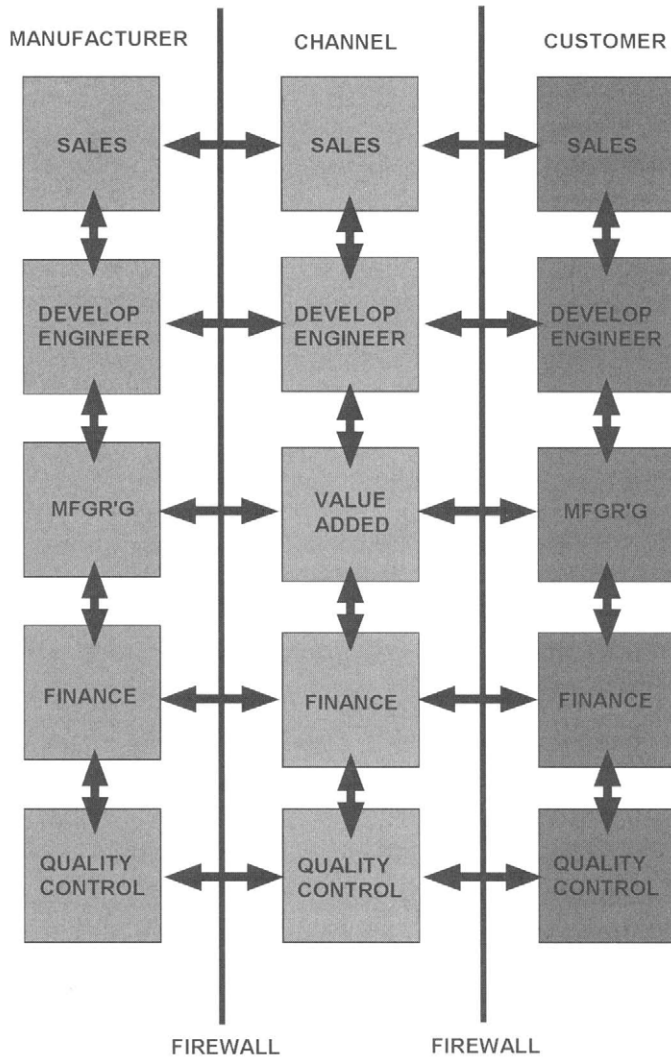 MANUFACTURER
CHANNEL
CUSTOMER
SALES
SALES
SALES
DEVELOP
ENGINEER
DEVELOP
ENGINEER
DEVELOP
ENGINEER
MFGR'G
VALUE
ADDED
MFGR'G
FINANCE
FINANCE
FINANCE
QUALITY
CONTROL
QUALITY
CONTROL
QUALITY
CONTROL
FIREWALL
FIREWALL